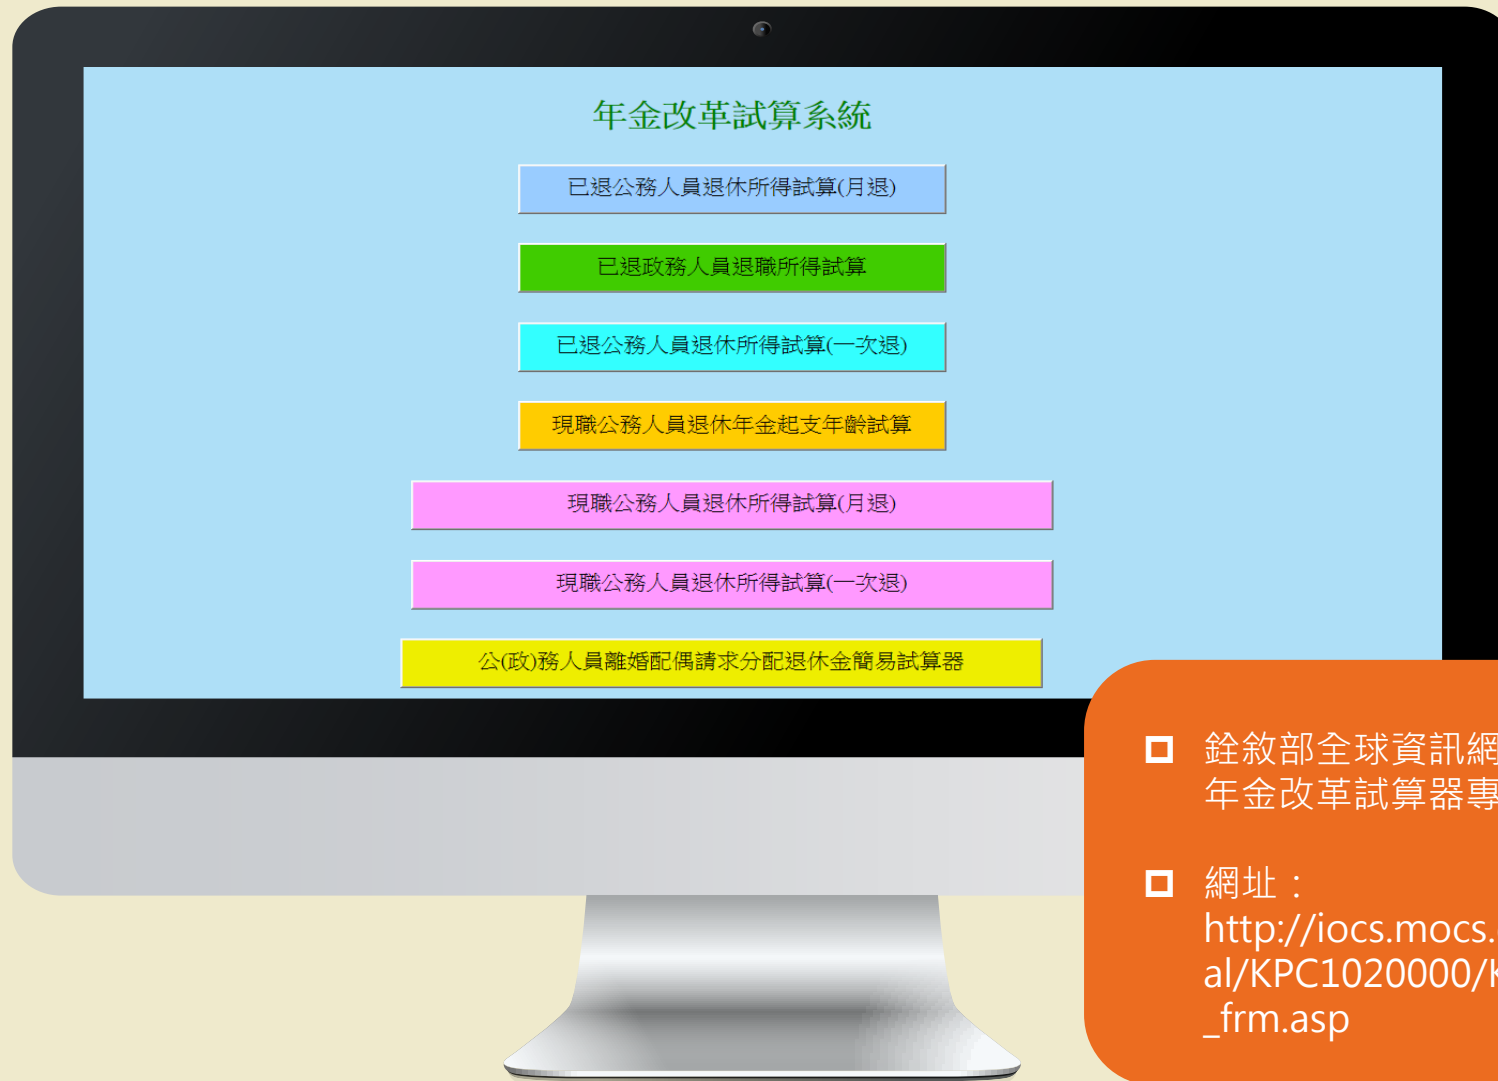 年金改革試算系統
已退公務人員退休所得試算(月退)
已退政務人員退職所得試算
已退公務人員退休所得試算(一次退)
現職公務人員退休年金起支年齡試算
現職公務人員退休所得試算(月退)
現職公務人員退休所得試算(一次退)
公(政)務人員離婚配偶請求分配退休金簡易試算器
銓敘部全球資訊網
年金改革試算器專
網址：
http://iocs.mocs.
al/KPC1020000/K
_frm.asp